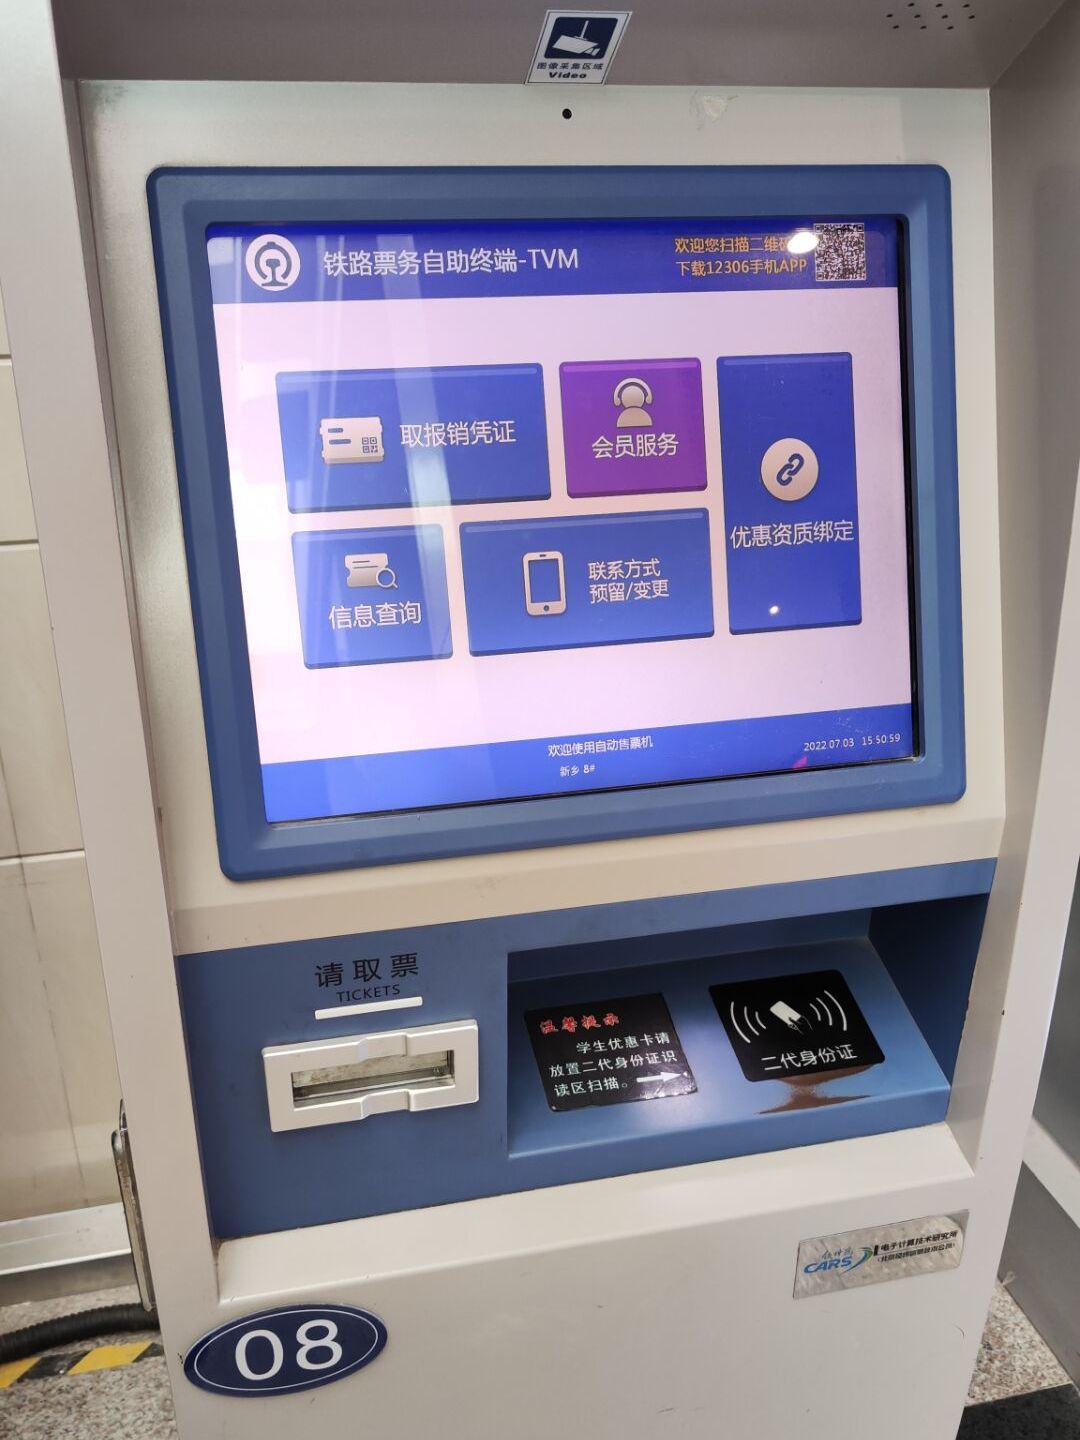 图像采集区域
Video
铁路票务自助终端-TVM
欢迎您扫描二维
下载12306手机APP
取报销凭证
会员服务
优惠资质绑定
信息查询
联系方式
预留/变更
欢迎使用自动售票机
新乡 8#
2022.07.03 15:50:59
请取票
TICKETS
温馨提示
学生优惠卡请
放置二代身份证识
读区扫描。
二代身份证
CARS
电子计算技术研究所
08